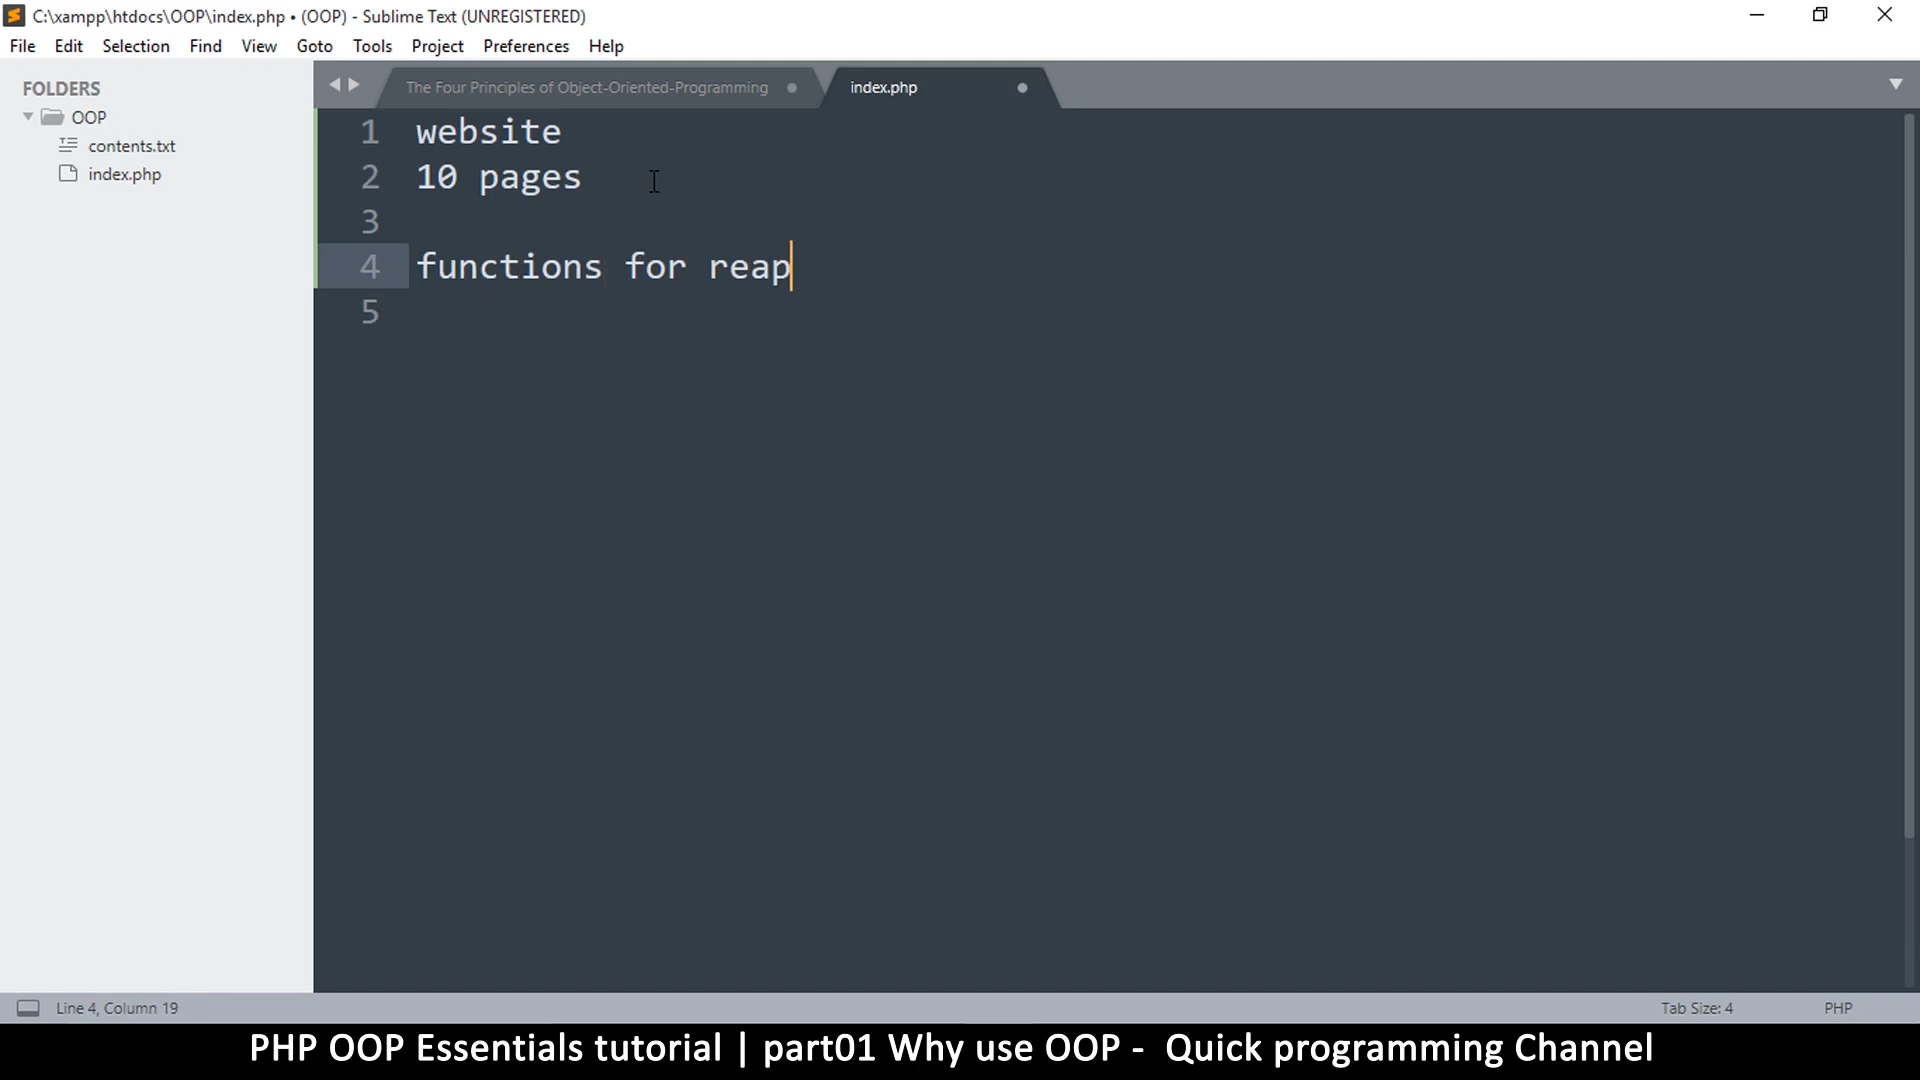 C:\xampp\htdocs\OOP\index.php • (OOP) - Sublime Text (UNREGISTERED)
File Edit Selection Find View Goto Tools Project Preferences Help
FOLDERS
OOP
contents.txt
index.php
The Four Principles of Object-Oriented-Programming
index.php
1 website
2 10 pages
3
4 functions for reap
5
Line 4, Column 19
Tab Size: 4
PHP
PHP OOP Essentials tutorial | part01 Why use OOP - Quick programming Channel